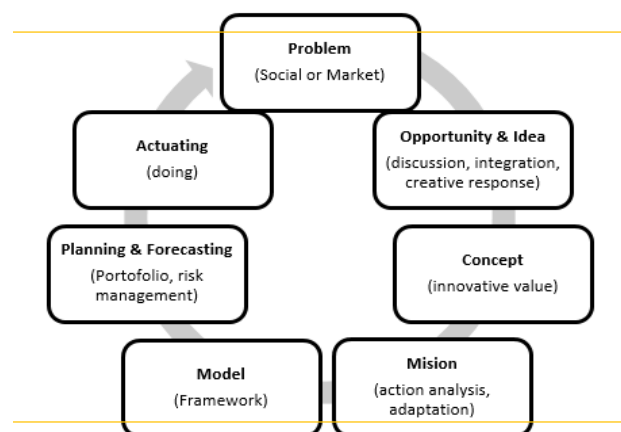 Problem
(Social or Market)
Opportunity & Idea
(discussion, integration,
creative response)
Concept
(innovative value)
Mision
(action analysis,
adaptation)
Model
(Framework)
Planning & Forecasting
(Portofolio, risk
management)
Actuating
(doing)